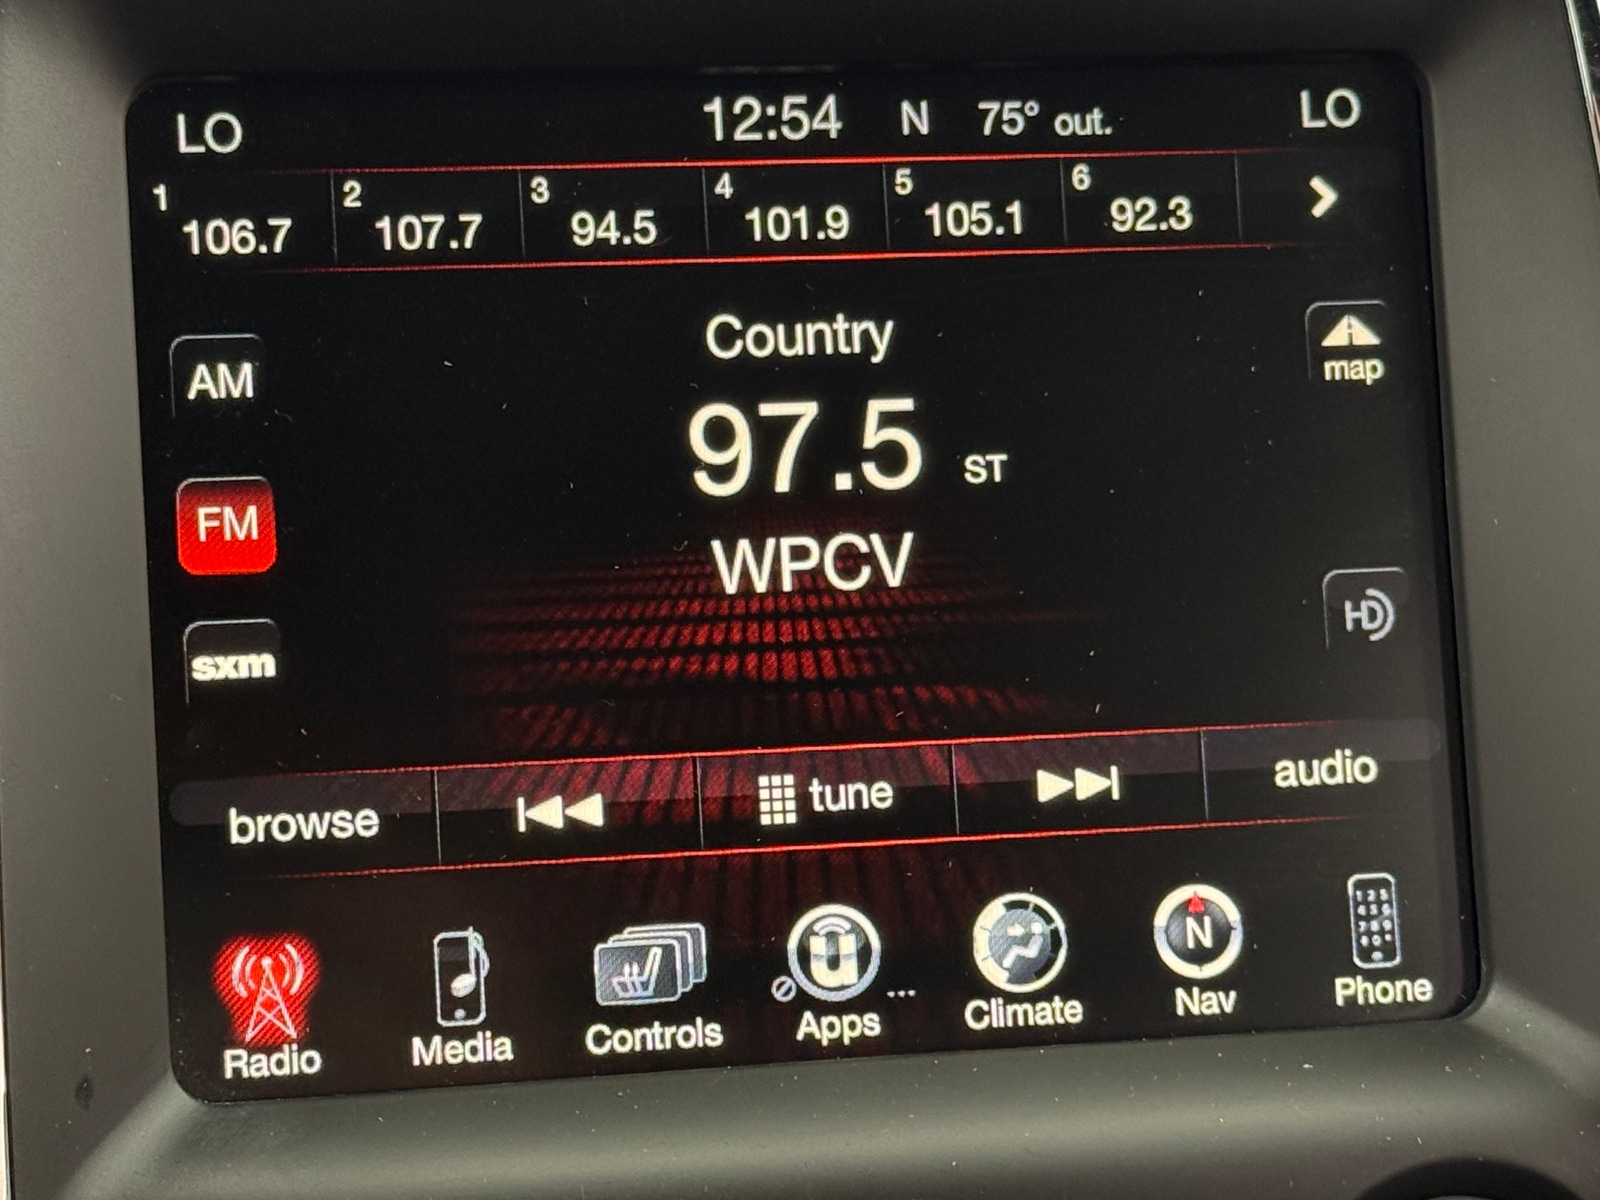 LO 12:54 N 75° out. LO
1 106.7 2 107.7 3 94.5 4 101.9 5 105.1 6 92.3
Country
map
AM
97.5 ST
FM
WPCV
HD
sxm
browse tune audio
Radio Media Controls Apps ... Climate N Nav Phone